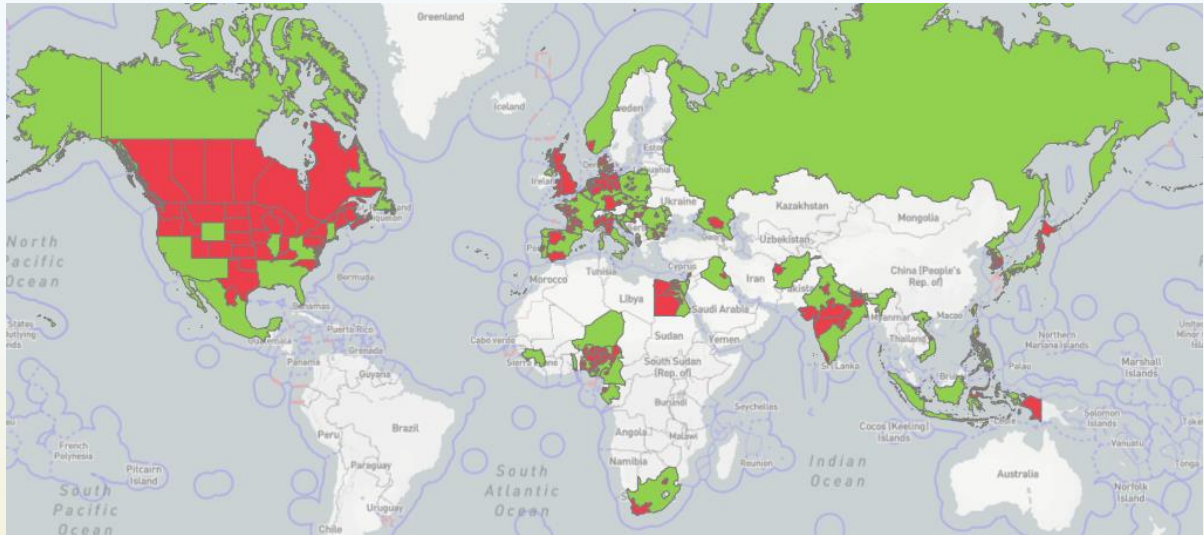 Greenland
Iceland
Ukraine
Kazakhstan
Mongolia
Uzbekistan
China (People's
Rep. of)
Iran
Cyprus
Tunisia
Morocco
Libya
Saudi Arabia
Yemen
Sudan
South Sudan
(Rep. of)
Cabo verde
Bermuda
Bahamas
Puerto Rico
Grenada
Panama
Guyana
Brazil
Peru
Paraguay
Uruguay
Chile
Burundi
Angola
Malawi
Namibia
Seychelles
Reunion
Sri Lanka
Myanmar
Thailand
Macao
Northern
Mariana Islands
Palau
Marshall
Islands
Solomon
Islands
Vanuatu
Tonga
Norfolk
Island
Cocos (Keeling)
Islands
Australia
French
Polynesia
Pitcairn
Island
North
Pacific
Ocean
South
Pacific
Ocean
South
Atlantic
Ocean
Indian
Ocean